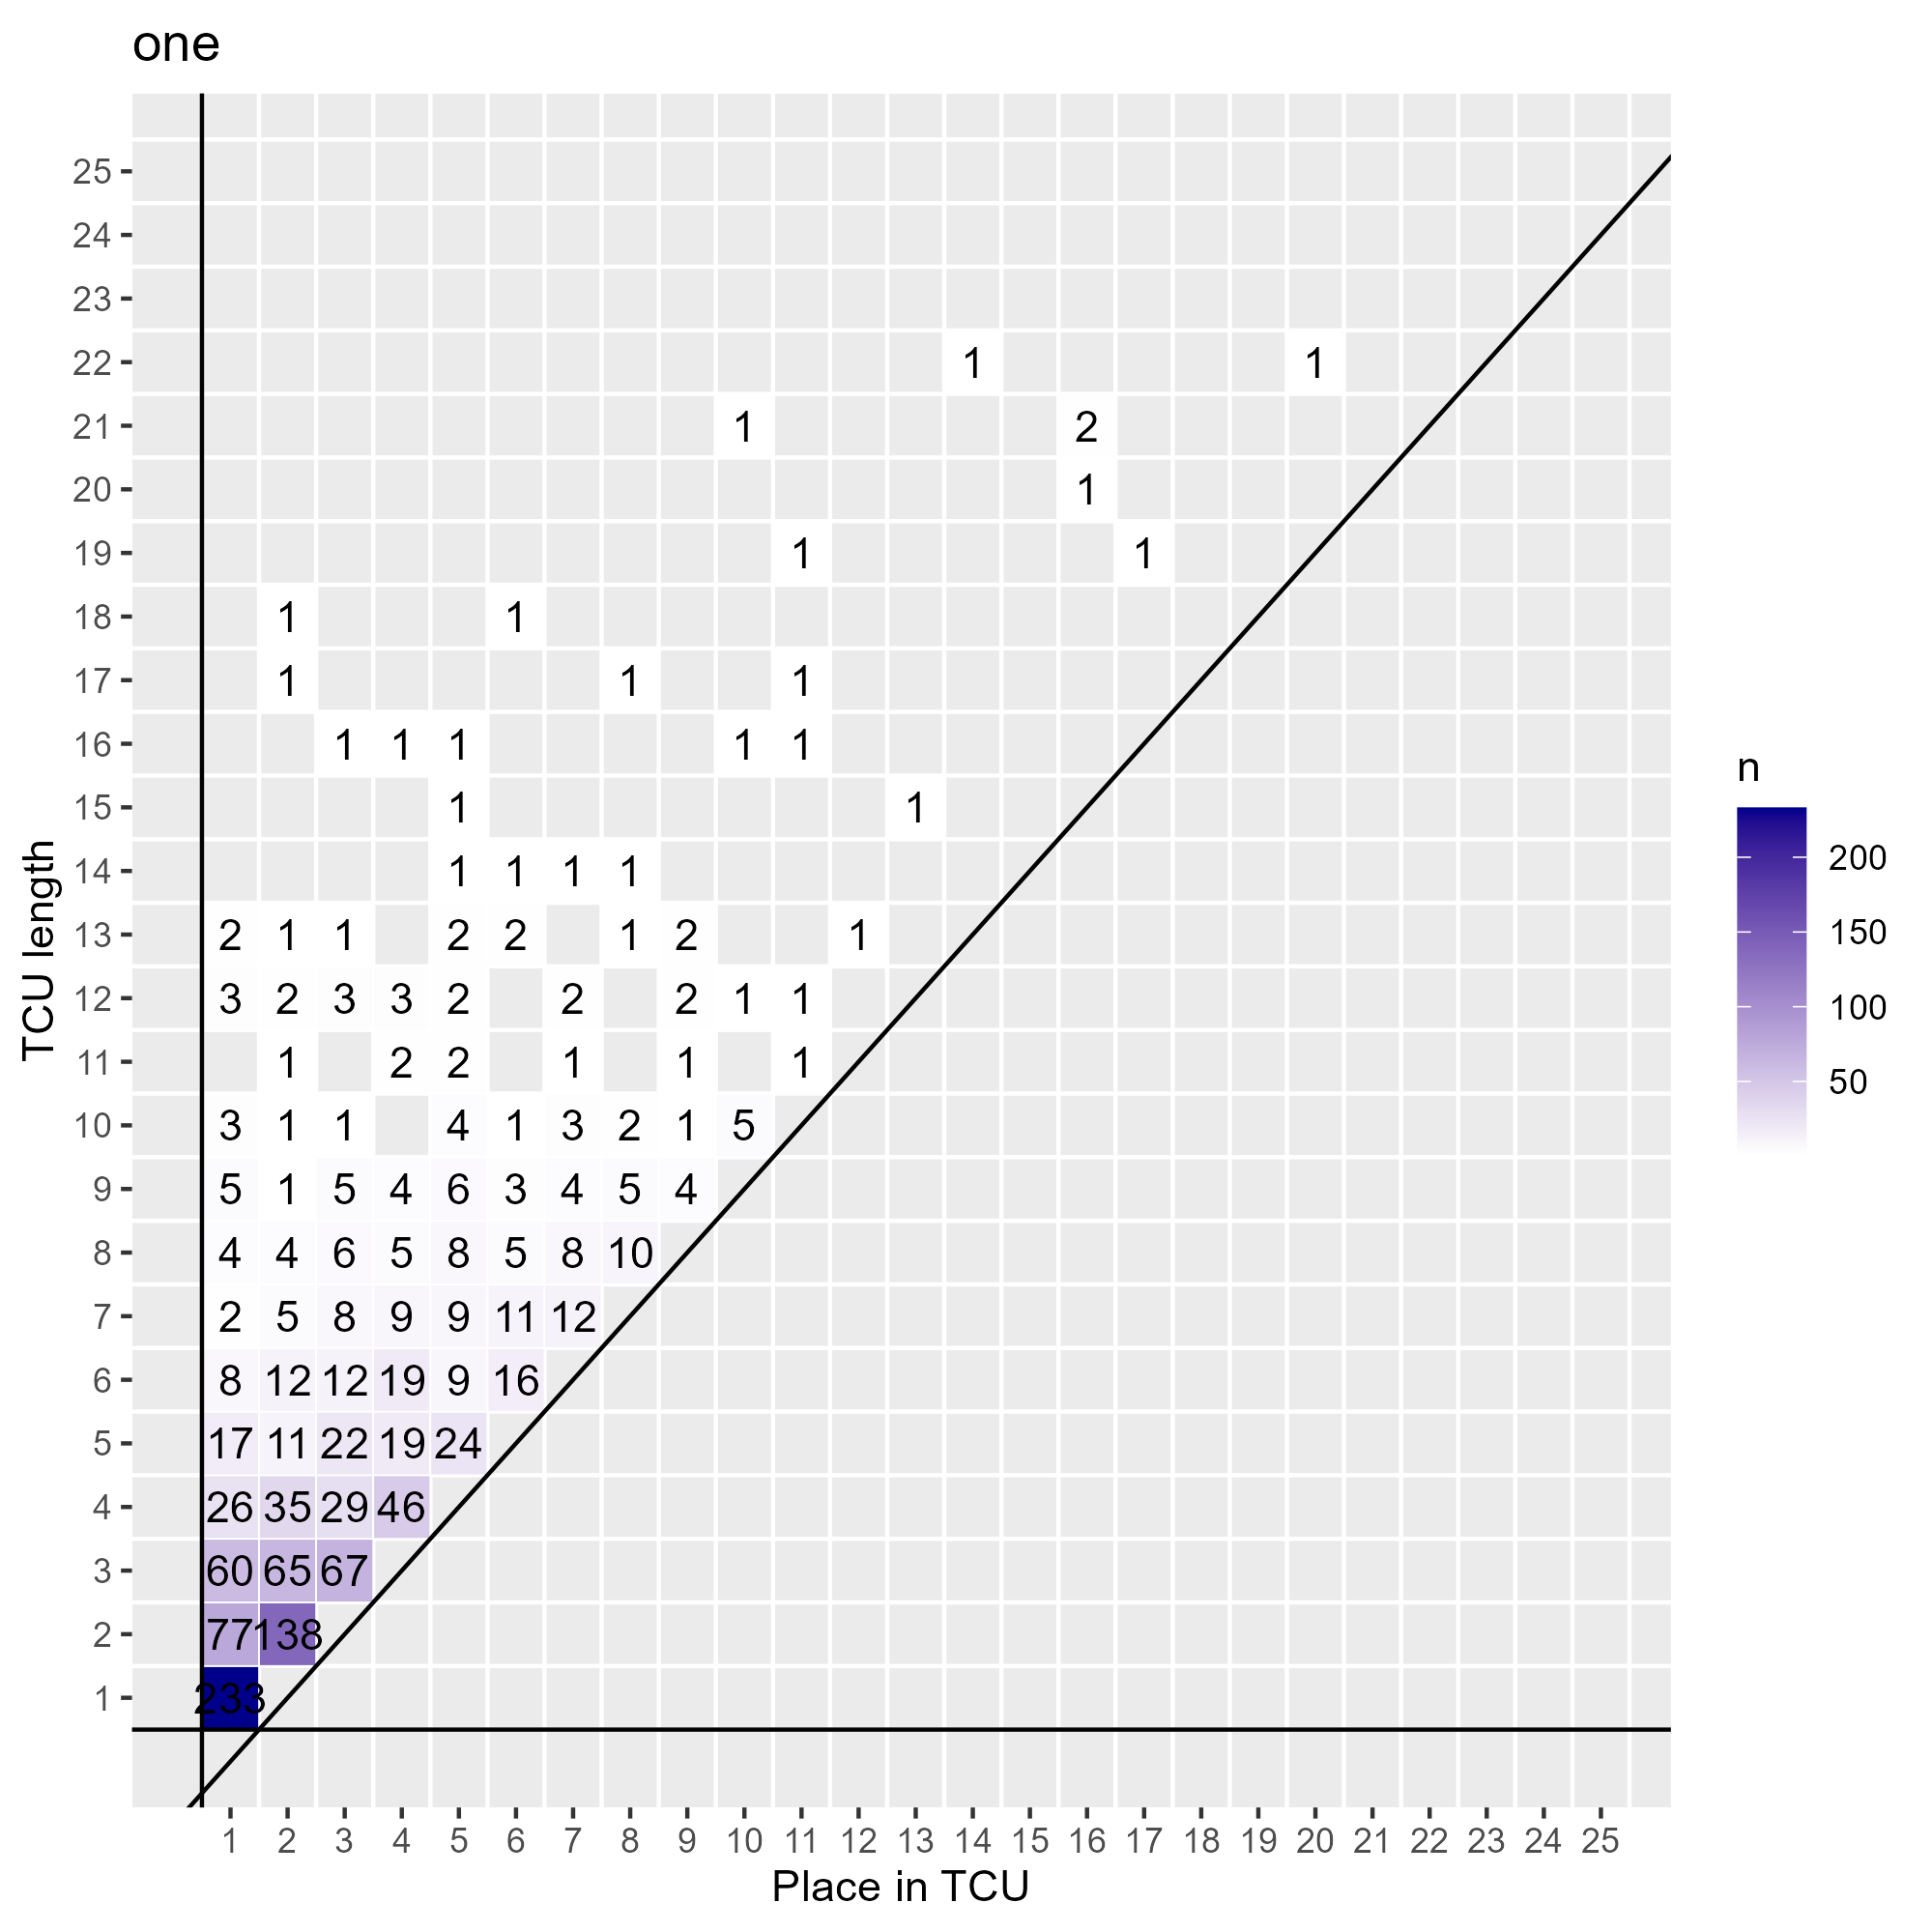 one
25
24
23
22 1 1
21 1 2
20 1
19 1 1
18 1 1
17 1 1 1
16 1 1 1 1 1
15 1 1
14 1 1 1 1
13 2 1 1 2 2 1 2 1
12 3 2 3 3 2 2 2 1 1
11 1 2 2 1 1 1
10 3 1 1 4 1 3 2 1 5
9 5 1 5 4 6 3 4 5 4
8 4 4 6 5 8 5 8 10
7 2 5 8 9 9 11 12
6 8 12 12 19 9 16
5 17 11 22 19 24
4 26 35 29 46
3 60 65 67
2 77 138
1 233
1 2 3 4 5 6 7 8 9 10 11 12 13 14 15 16 17 18 19 20 21 22 23 24 25
Place in TCU
TCU length
n
200
150
100
50